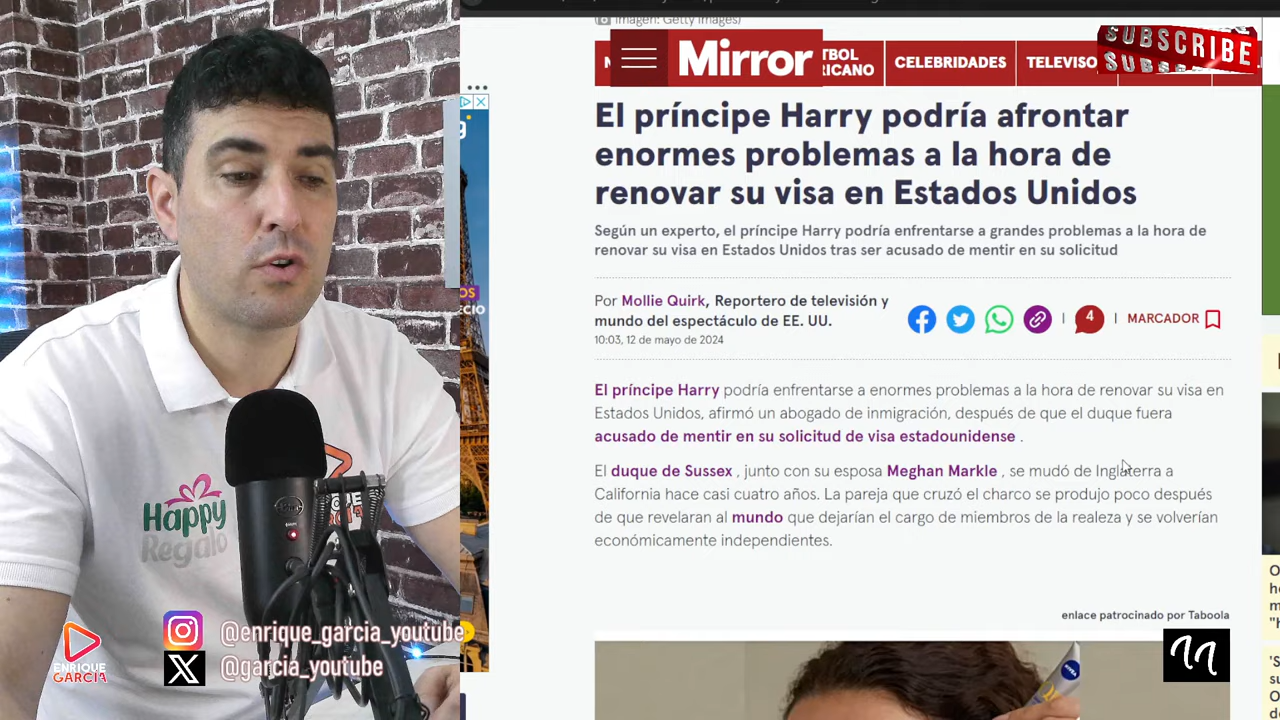 imagen: Getty Images)
Mirror
TBOL
RICANO
CELEBRIDADES
TELEVISO
SUBSCRIBE
El príncipe Harry podría afrontar
enormes problemas a la hora de
renovar su visa en Estados Unidos
Según un experto, el príncipe Harry podría enfrentarse a grandes problemas a la hora de
renovar su visa en Estados Unidos tras ser acusado de mentir en su solicitud
Por Mollie Quirk, Reportero de televisión y
mundo del espectáculo de EE. UU.
10:03, 12 de mayo de 2024
4
MARCADOR
El príncipe Harry podría enfrentarse a enormes problemas a la hora de renovar su visa en
Estados Unidos, afirmó un abogado de inmigración, después de que el duque fuera
acusado de mentir en su solicitud de visa estadounidense .
El duque de Sussex , junto con su esposa Meghan Markle , se mudó de Inglaterra a
California hace casi cuatro años. La pareja que cruzó el charco se produjo poco después
de que revelaran al mundo que dejarían el cargo de miembros de la realeza y se volverían
económicamente independientes.
enlace patrocinado por Taboola
NIVEA
OS
ECIO
Happy
Regalo
@enrique_garcia_youtube
@garcia_youtube
ENRIQUE
GARCIA